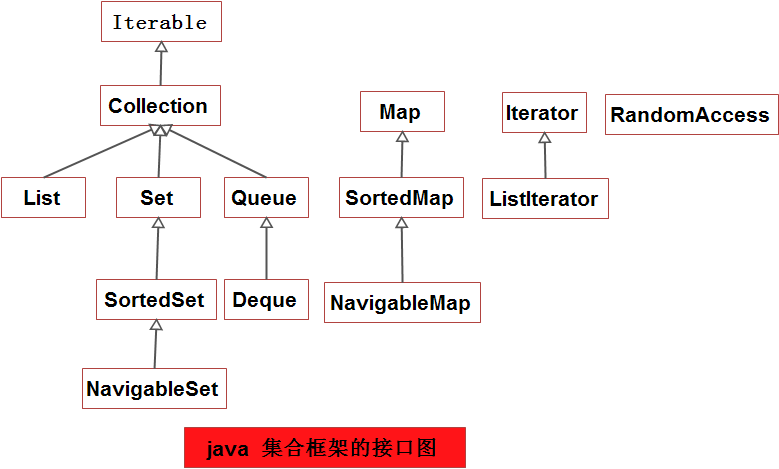 Iterable
Collection
Map
Iterator
RandomAccess
List
Set
Queue
SortedMap
ListIterator
SortedSet
Deque
NavigableMap
NavigableSet
java 集合框架的接口图